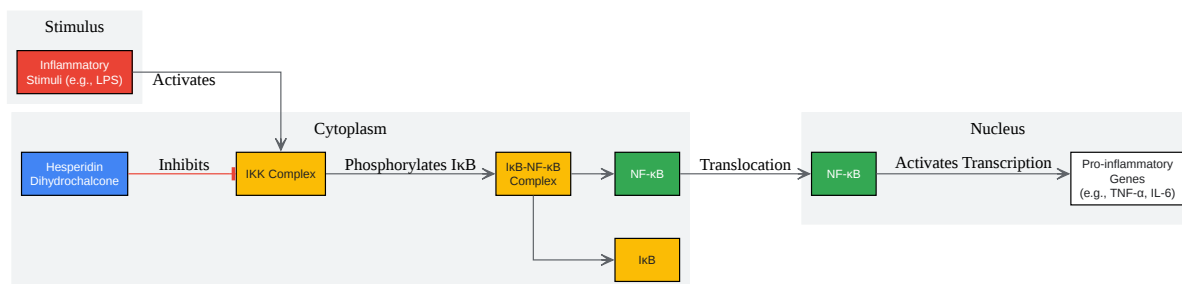 Stimulus
Inflammatory
Stimuli (e.g., LPS)
Activates
Cytoplasm
Nucleus
Hesperidin
Dihydrochalcone
Inhibits
IKK Complex
Phosphorylates IκB
IκB-NF-κB
Complex
NF-κB
Translocation
NF-κB
Activates Transcription
Pro-inflammatory
Genes
(e.g., TNF-α, IL-6)
IκB